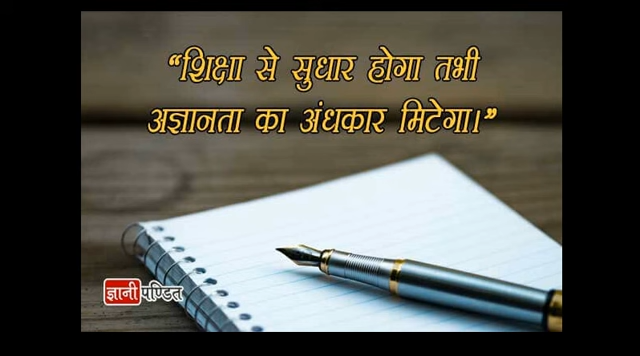 “शिक्षा से सुधार होगा तभी
अज्ञानता का अंधकार मिटेगा।”
ज्ञानी पण्डित